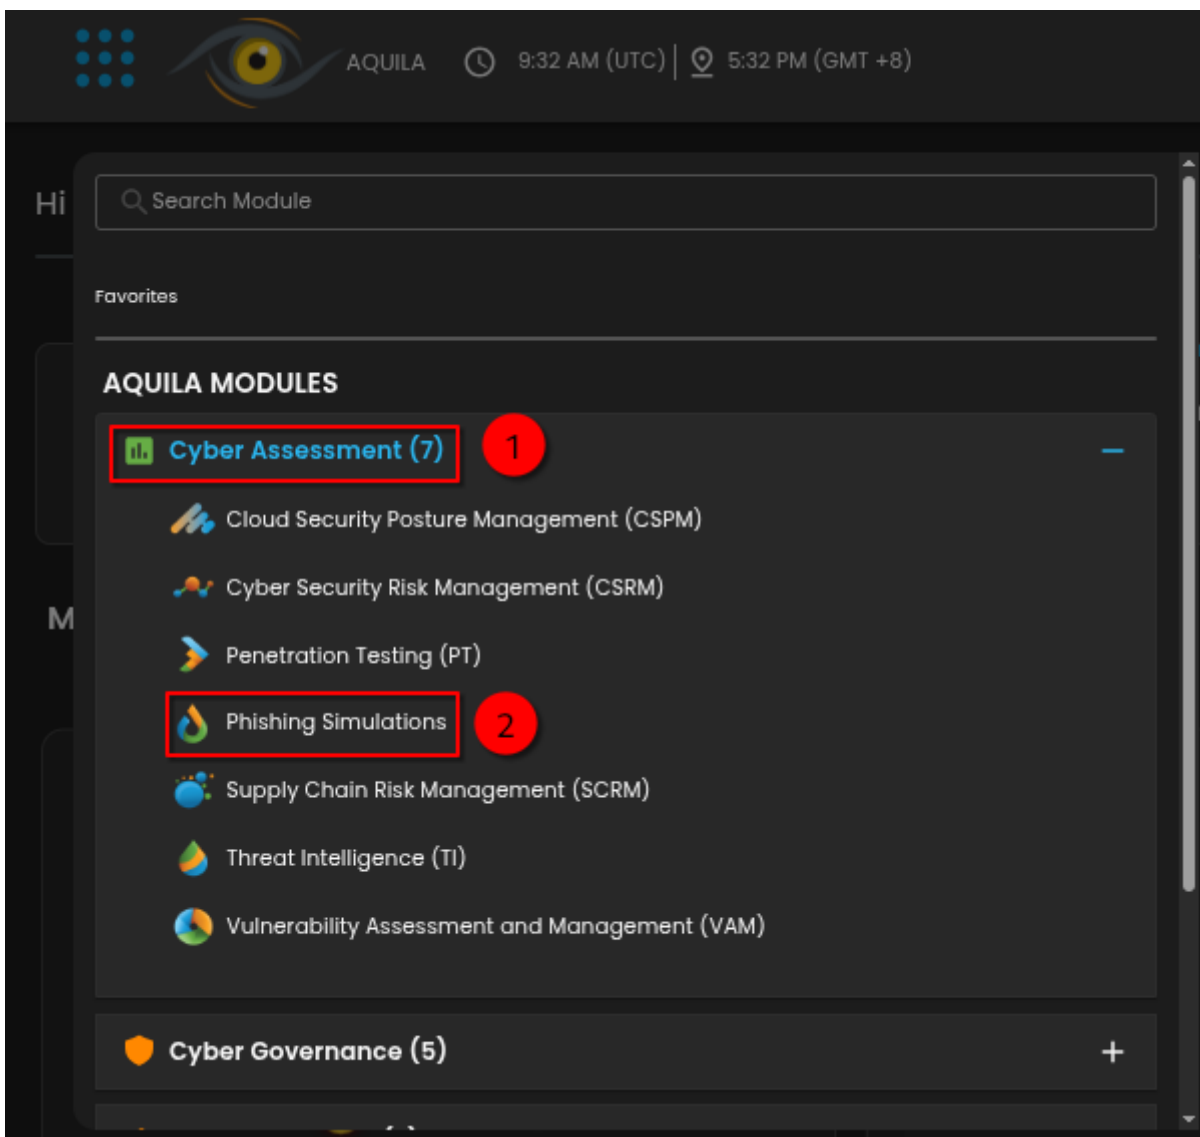 AQUILA 9:32 AM (UTC) 5:32 PM (GMT +8)
Hi
Search Module
Favorites
AQUILA MODULES
Cyber Assessment (7) 1
Cloud Security Posture Management (CSPM)
Cyber Security Risk Management (CSRM)
M
Penetration Testing (PT)
Phishing Simulations 2
Supply Chain Risk Management (SCRM)
Threat Intelligence (TI)
Vulnerability Assessment and Management (VAM)
Cyber Governance (5)